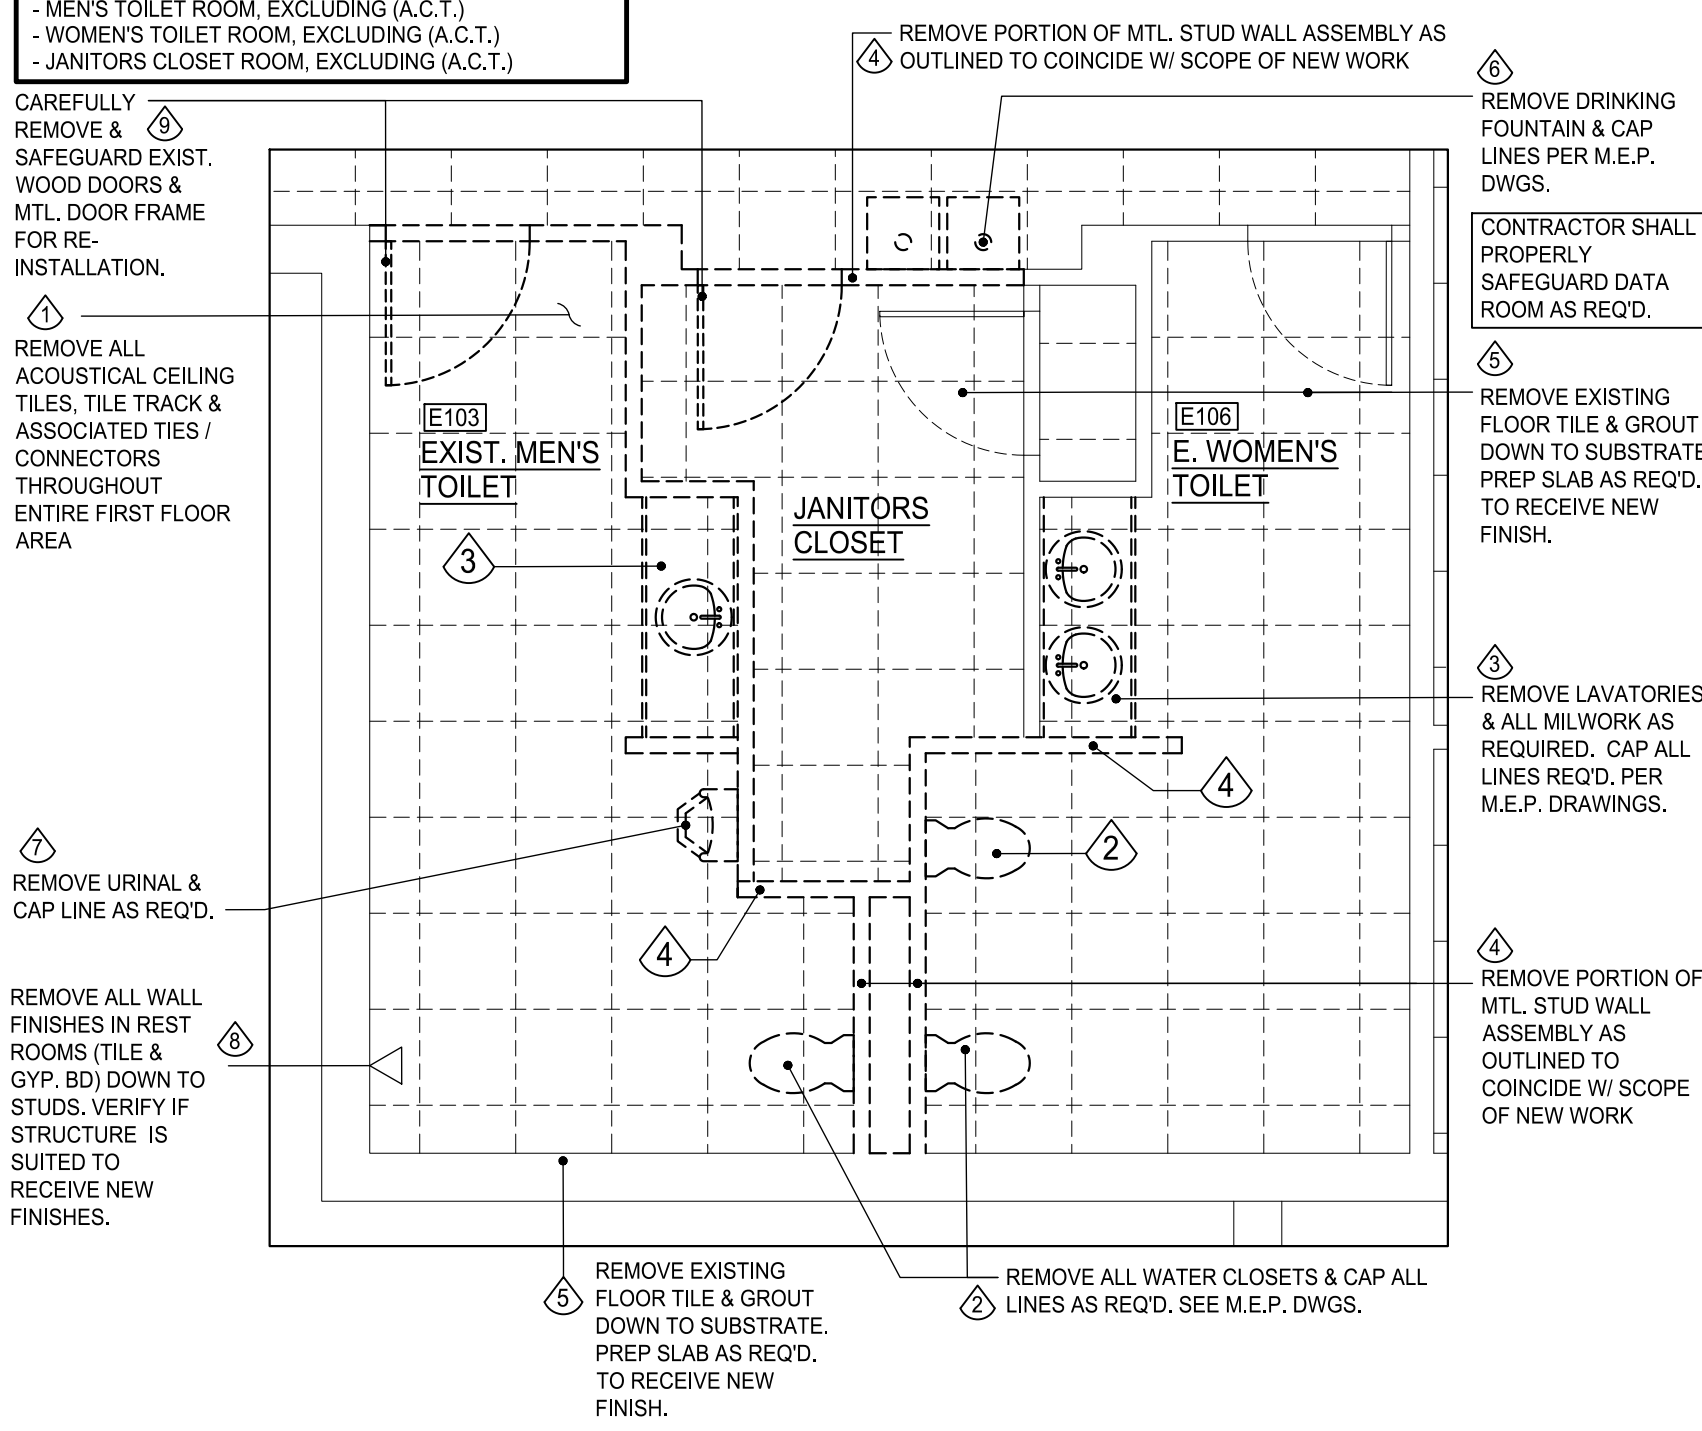 - MEN'S TOILET ROOM, EXCLUDING (A.C.T.)
- WOMEN'S TOILET ROOM, EXCLUDING (A.C.T.)
- JANITORS CLOSET ROOM, EXCLUDING (A.C.T.)
REMOVE PORTION OF MTL. STUD WALL ASSEMBLY AS
4 OUTLINED TO COINCIDE W/ SCOPE OF NEW WORK
CAREFULLY
REMOVE & 9
SAFEGUARD EXIST.
WOOD DOORS &
MTL. DOOR FRAME
FOR RE-
INSTALLATION.
1
REMOVE ALL
ACOUSTICAL CEILING
TILES, TILE TRACK &
ASSOCIATED TIES /
CONNECTORS
THROUGHOUT
ENTIRE FIRST FLOOR
AREA
6
REMOVE DRINKING
FOUNTAIN & CAP
LINES PER M.E.P.
DWGS.
CONTRACTOR SHALL
PROPERLY
SAFEGUARD DATA
ROOM AS REQ'D.
5
REMOVE EXISTING
FLOOR TILE & GROUT
DOWN TO SUBSTRATE
PREP SLAB AS REQ'D.
TO RECEIVE NEW
FINISH.
E103
EXIST. MEN'S
TOILET
JANITORS
CLOSET
E106
E. WOMEN'S
TOILET
3
3
REMOVE LAVATORIES
& ALL MILWORK AS
REQUIRED. CAP ALL
LINES REQ'D. PER
M.E.P. DRAWINGS.
4
2
7
REMOVE URINAL &
CAP LINE AS REQ'D.
4
4
REMOVE PORTION OF
MTL. STUD WALL
ASSEMBLY AS
OUTLINED TO
COINCIDE W/ SCOPE
OF NEW WORK
REMOVE ALL WALL
FINISHES IN REST
ROOMS (TILE & 8
GYP. BD) DOWN TO
STUDS. VERIFY IF
STRUCTURE IS
SUITED TO
RECEIVE NEW
FINISHES.
REMOVE EXISTING
5 FLOOR TILE & GROUT
DOWN TO SUBSTRATE.
PREP SLAB AS REQ'D.
TO RECEIVE NEW
FINISH.
REMOVE ALL WATER CLOSETS & CAP ALL
2 LINES AS REQ'D. SEE M.E.P. DWGS.